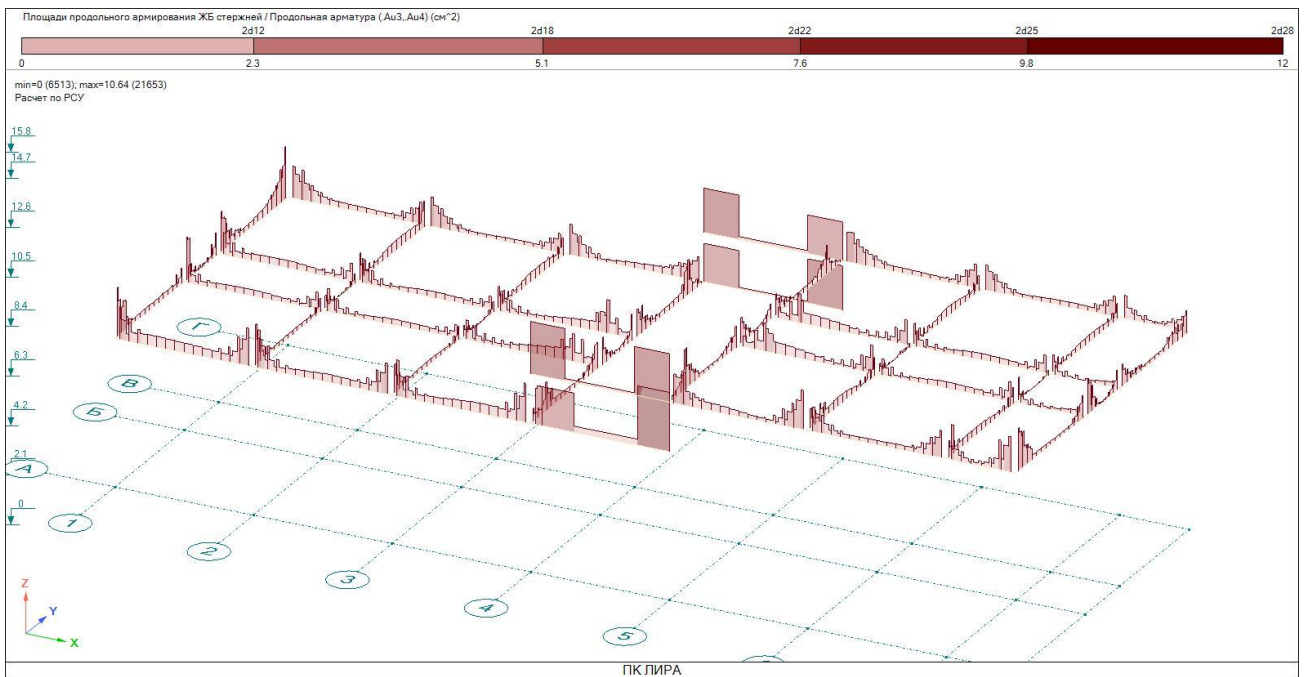 Площади продольного армирования ЖБ стержней / Продольная арматура (.Au3,.Au4) (см^2)
2d12 2d18 2d22 2d25 2d28
0 2.3 5.1 7.6 9.8 12
min=0 (6513); max=10.64 (21653)
Расчет по РСУ
15.8
14.7
12.6
10.5
8.4
6.3
4.2
2.1
0
Г
В
Б
А
1
2
3
4
5
Z
Y
X
ПК ЛИРА